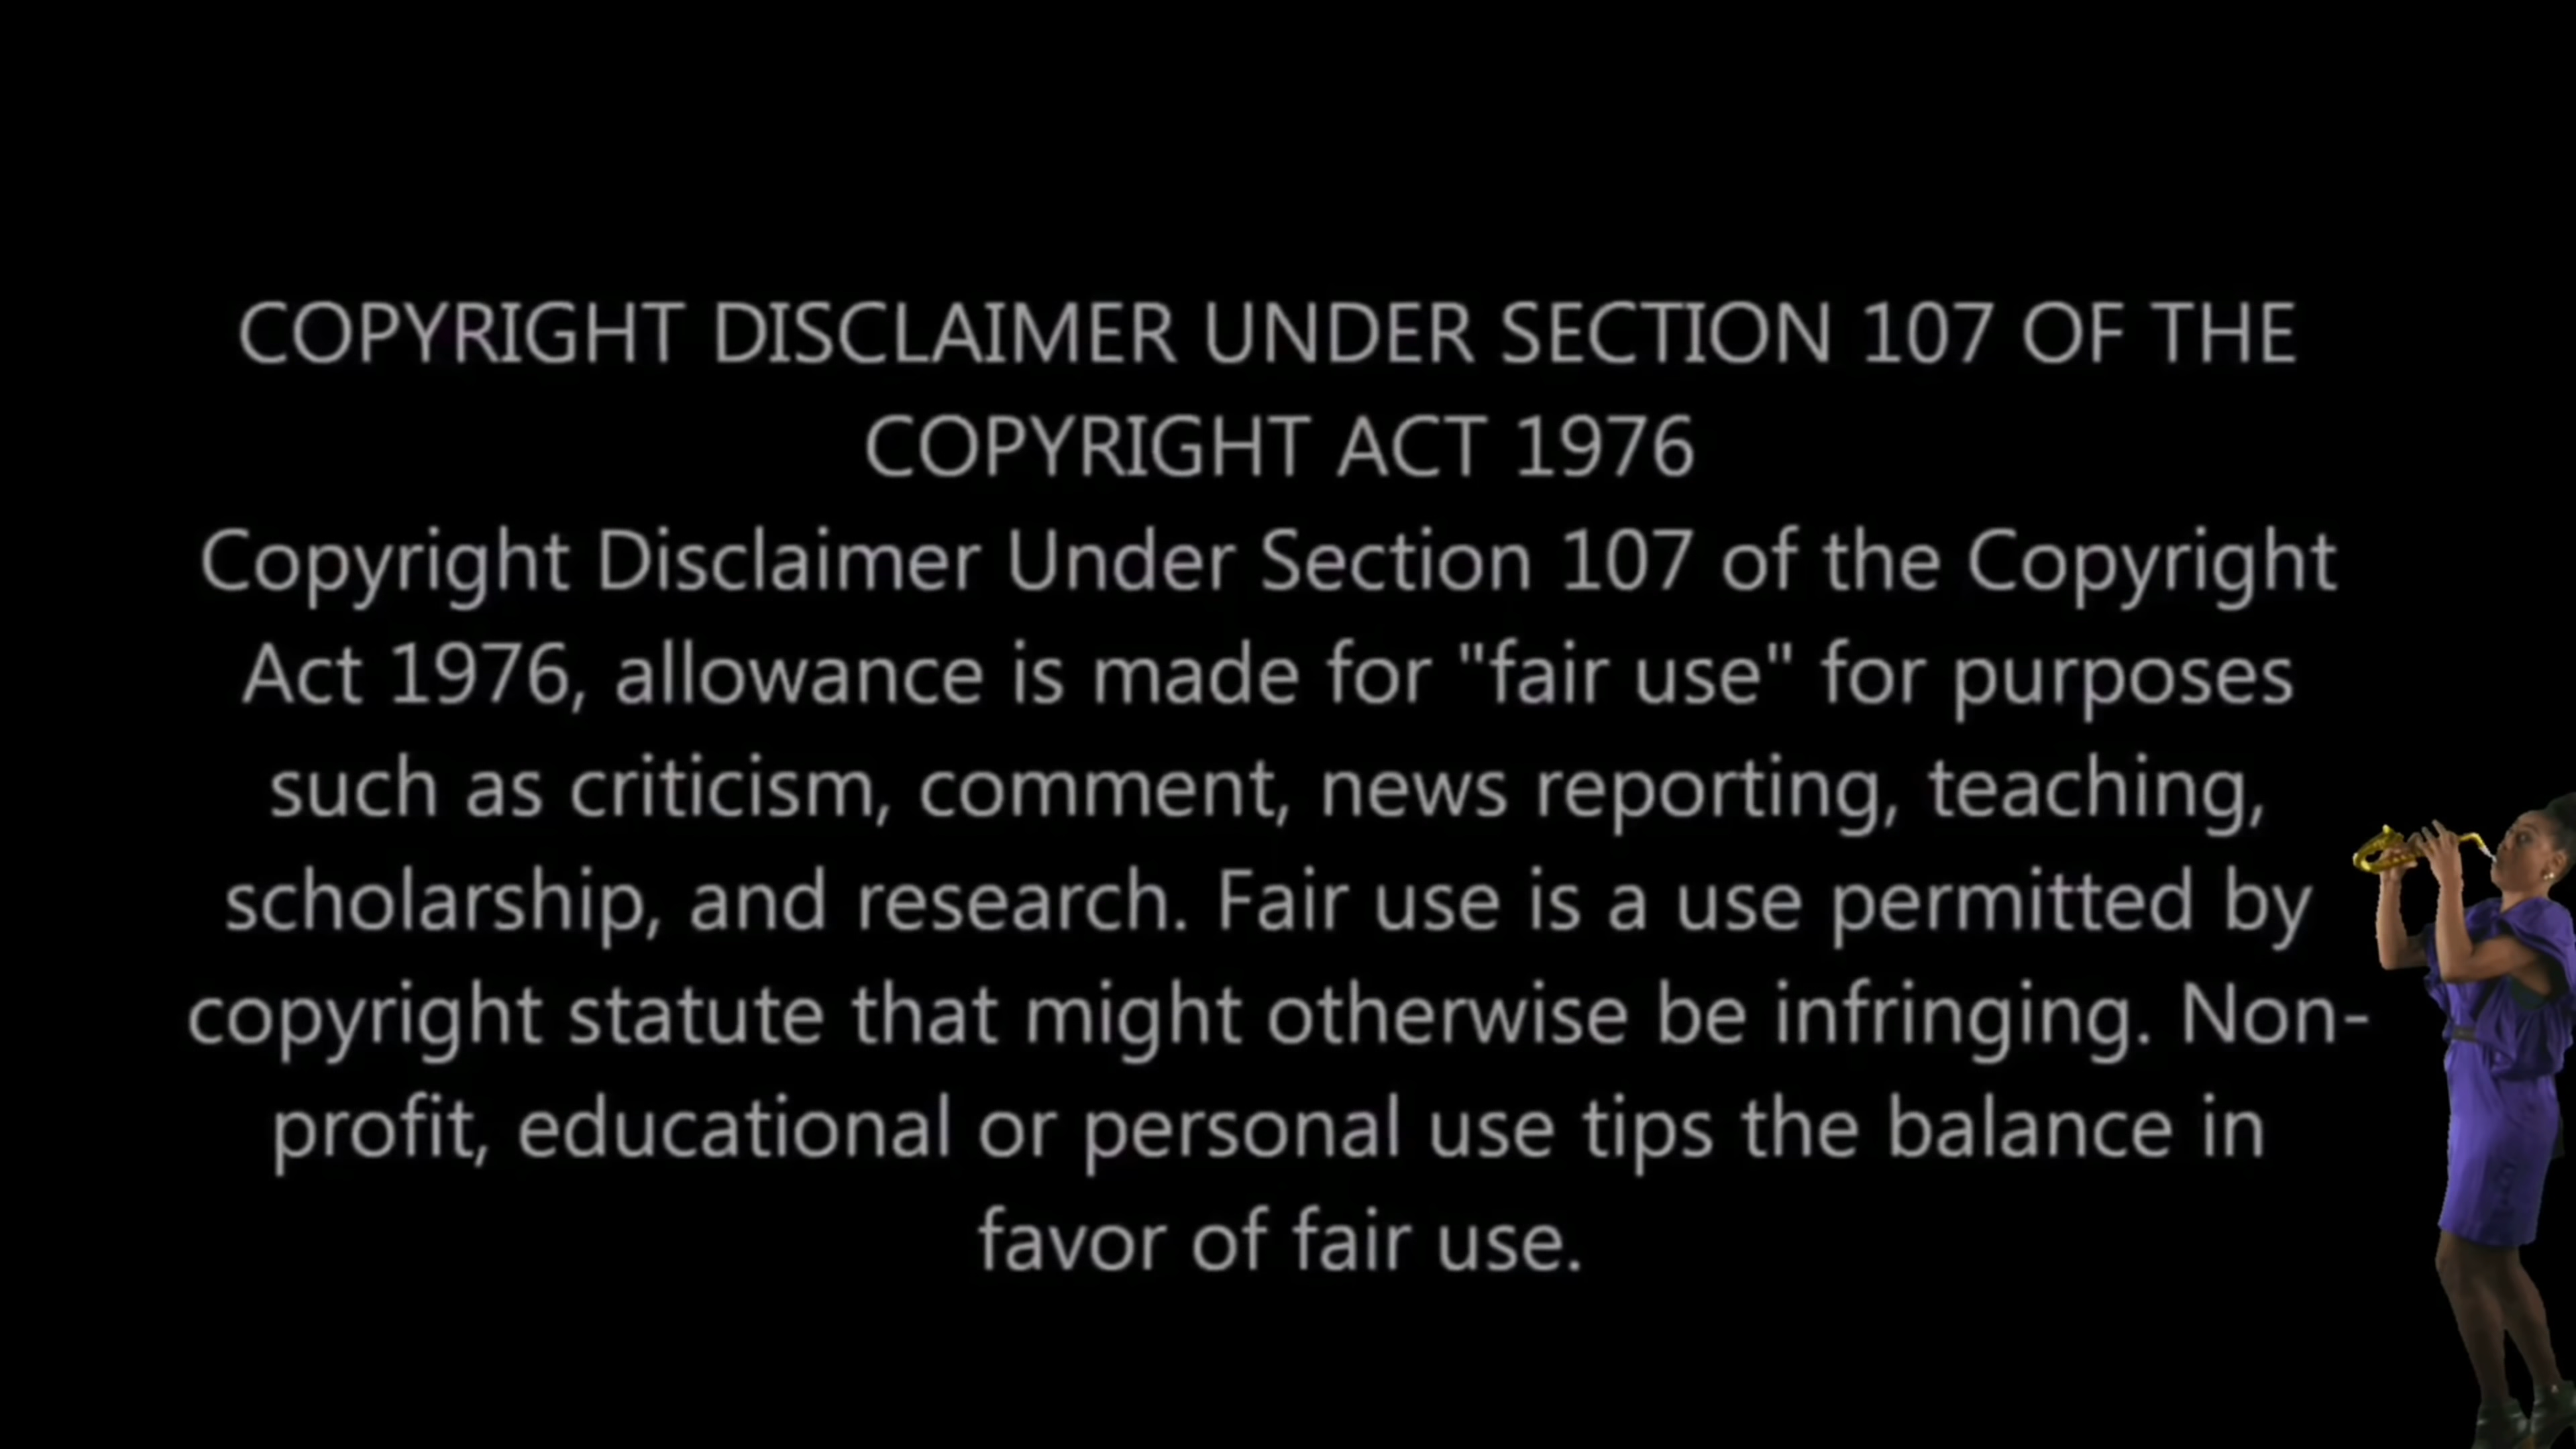 COPYRIGHT DISCLAIMER UNDER SECTION 107 OF THE
COPYRIGHT ACT 1976
Copyright Disclaimer Under Section 107 of the Copyright
Act 1976, allowance is made for "fair use" for purposes
such as criticism, comment, news reporting, teaching,
scholarship, and research. Fair use is a use permitted by
copyright statute that might otherwise be infringing. Non-
profit, educational or personal use tips the balance in
favor of fair use.